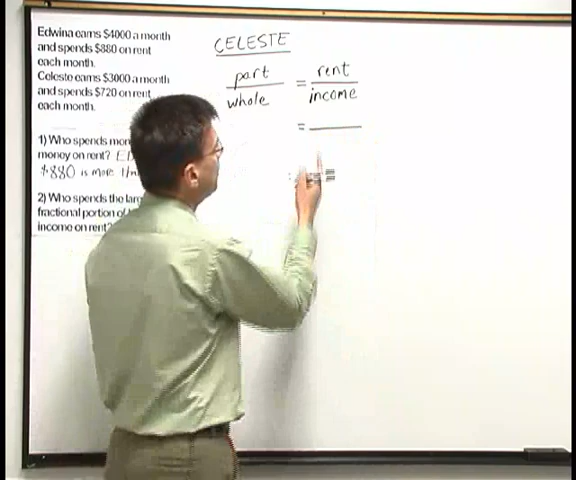 Edwina earns $4000 a month
and spends $880 on rent
each month.
Celeste earns $3000 a month
and spends $720 on rent
each month.
1) Who spends
money on rent?
$880 is more
2) Who spends the
fractional portion of
income on rent
CELESTE
part
whole
= rent
income
=